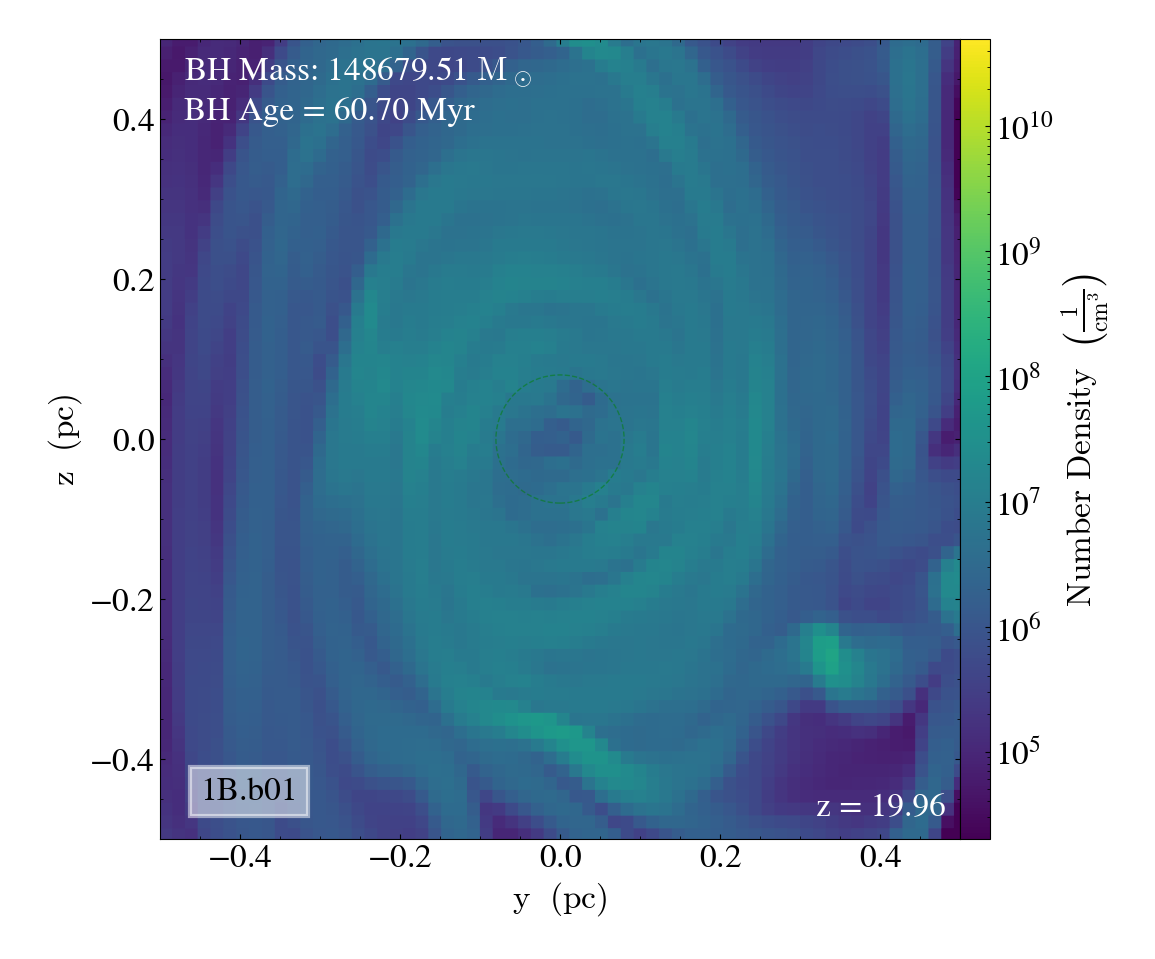 BH Mass: 148679.51 M⊙
BH Age = 60.70 Myr
1B.b01
z = 19.96
0.4
0.2
0.0
−0.2
−0.4
z (pc)
−0.4
−0.2
0.0
0.2
0.4
y (pc)
10¹⁰
10⁹
10⁸
10⁷
10⁶
10⁵
Number Density (1/cm³)